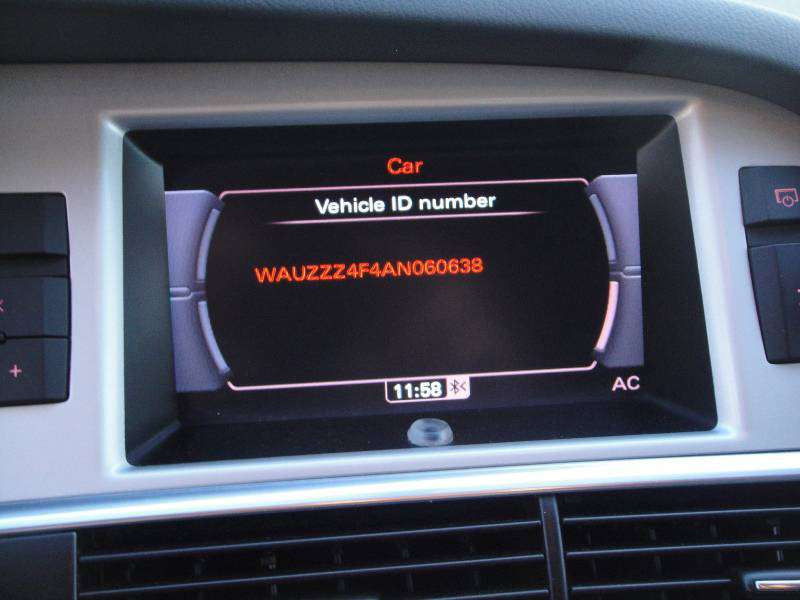 Car
Vehicle ID number
WAUZZZ4F4AN060638
11:58
AC
+